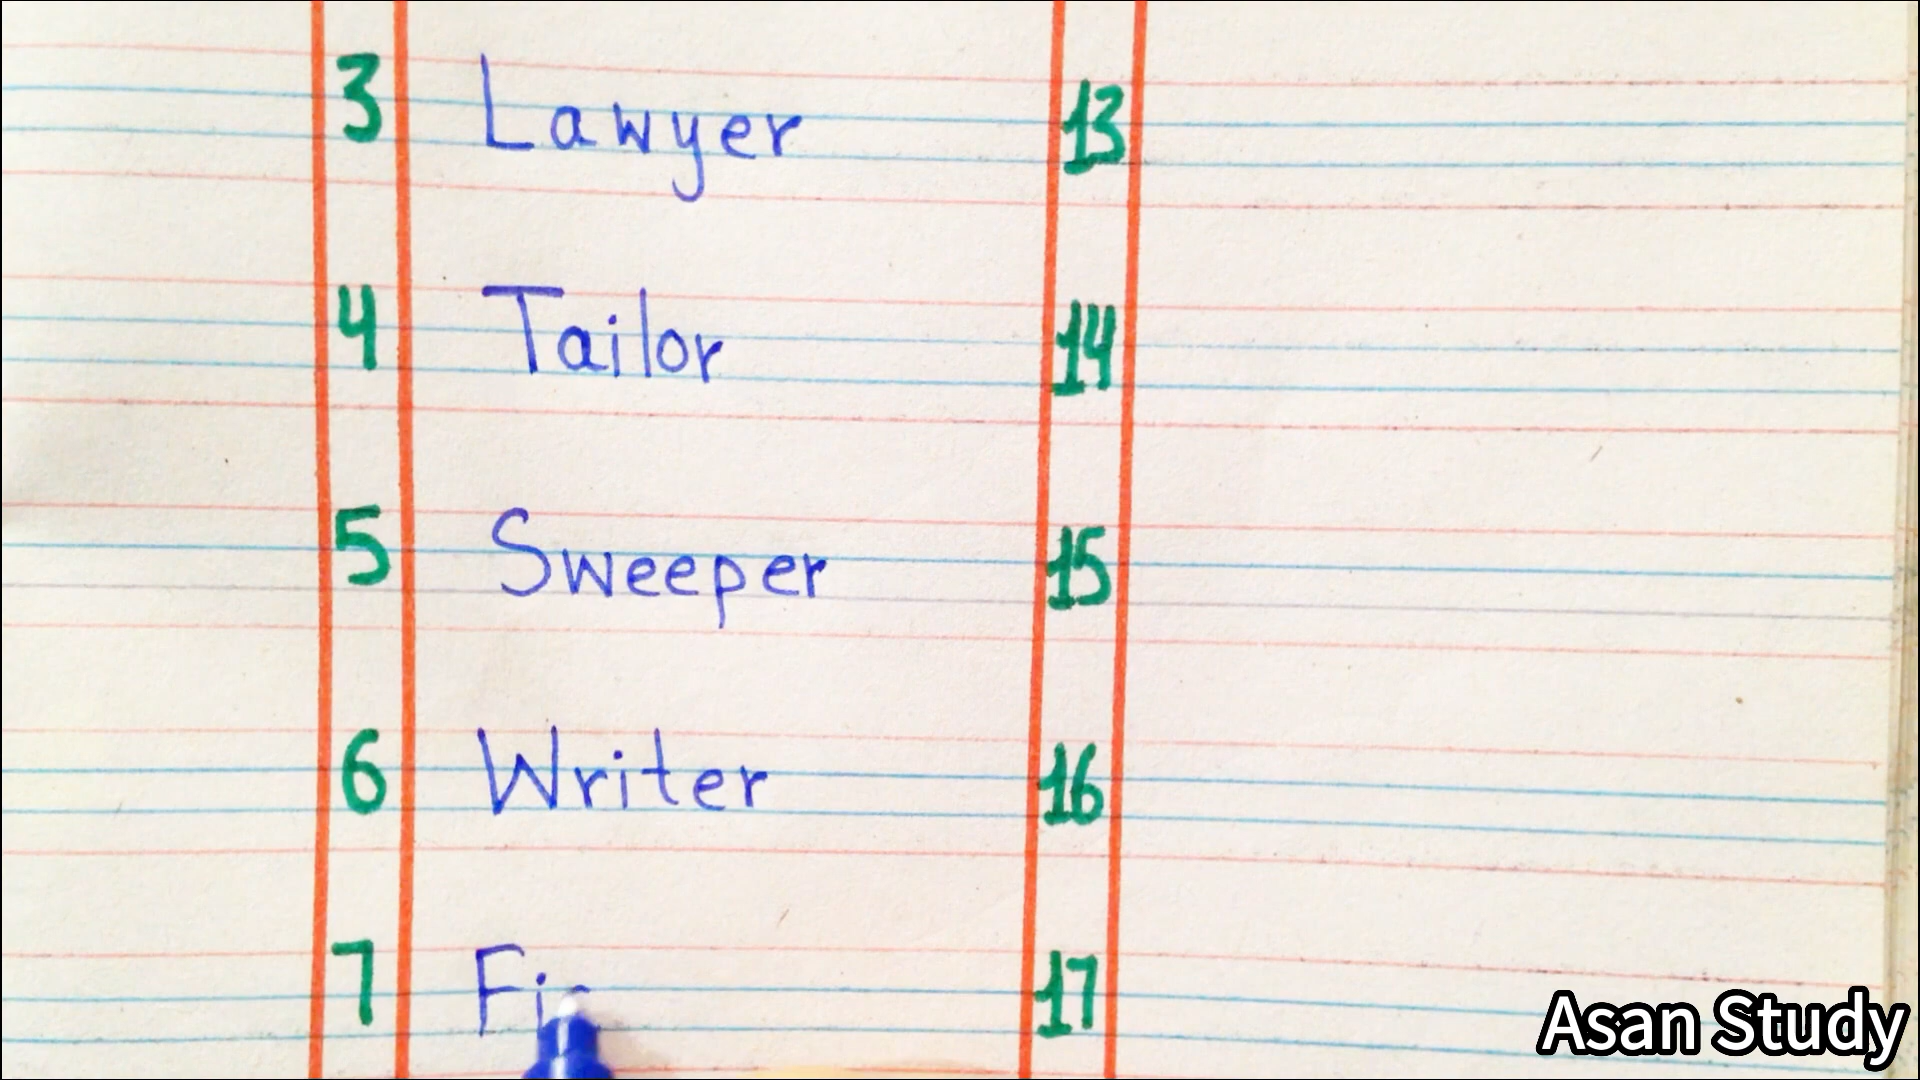 3 Lawyer 13
4 Tailor 14
5 Sweeper 15
6 Writer 16
7 17
Asan Study